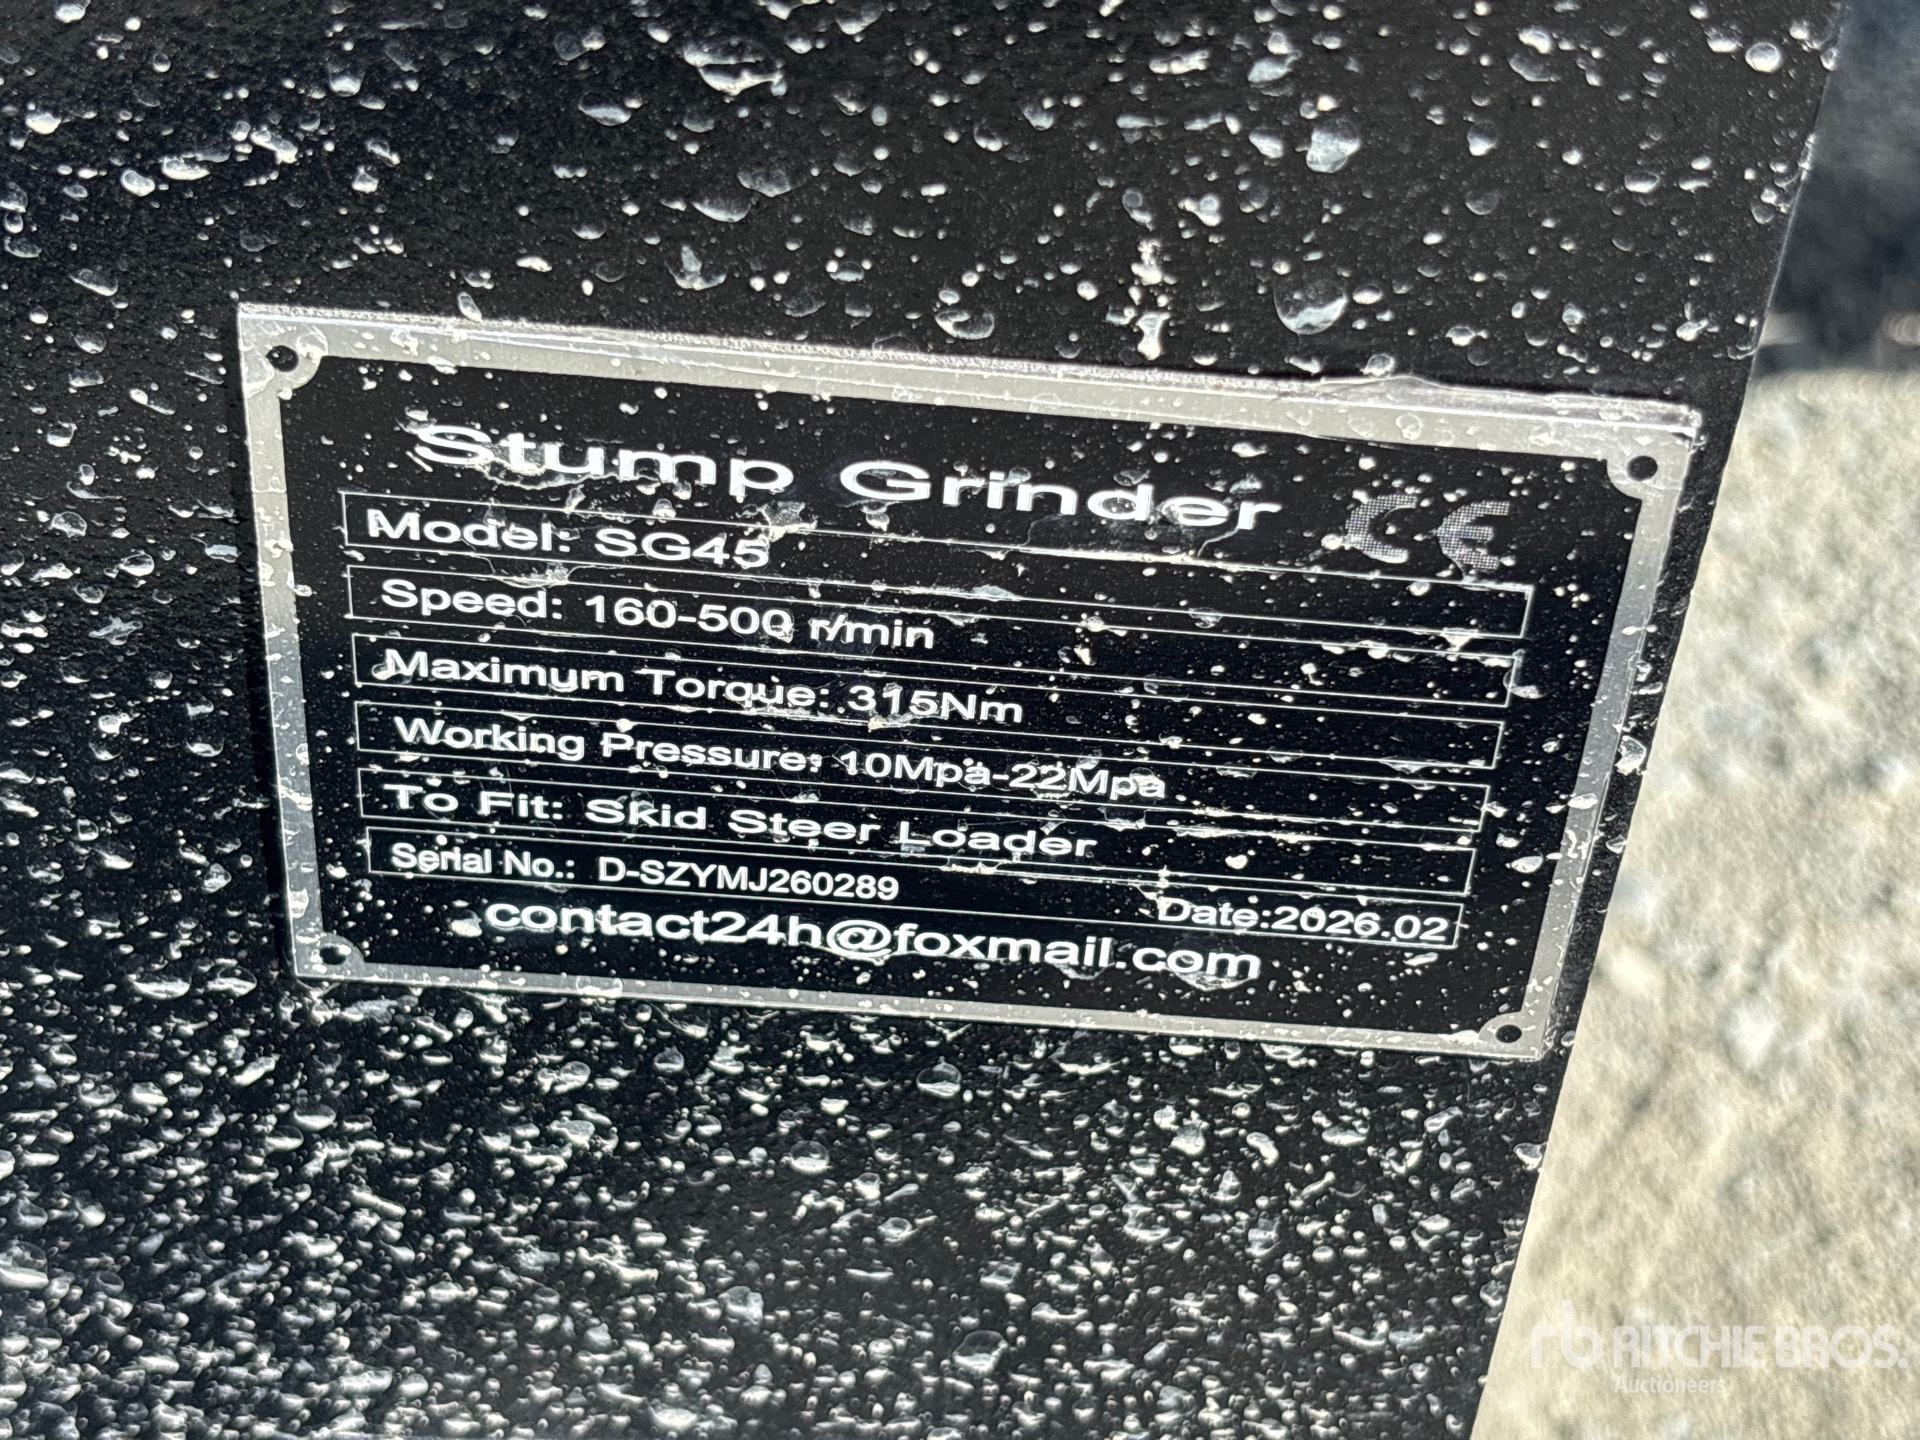 Stump Grinder CE
Model: SG45
Speed: 160-500 r/min
Maximum Torque: 315Nm
Working Pressure: 10Mpa-22Mpa
To Fit: Skid Steer Loader
Serial No.: D-SZYMJ260289 Date:2026.02
contact24h@foxmail.com
rb RITCHIE BROS.
Auctioneers